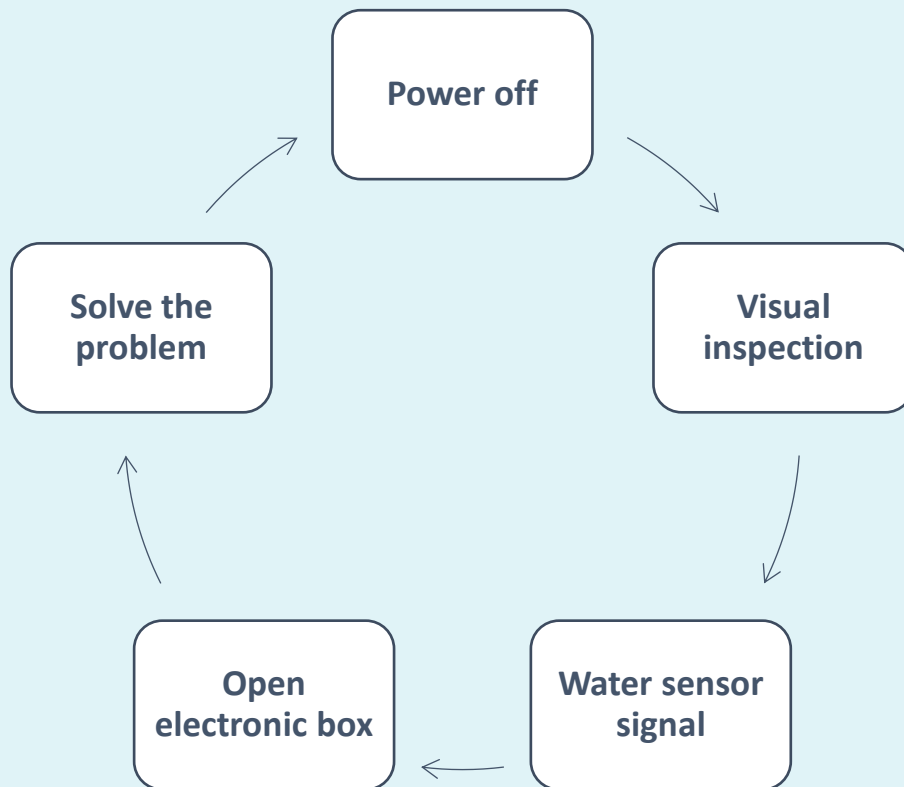 Power off
Visual
inspection
Water sensor
signal
Open
electronic box
Solve the
problem